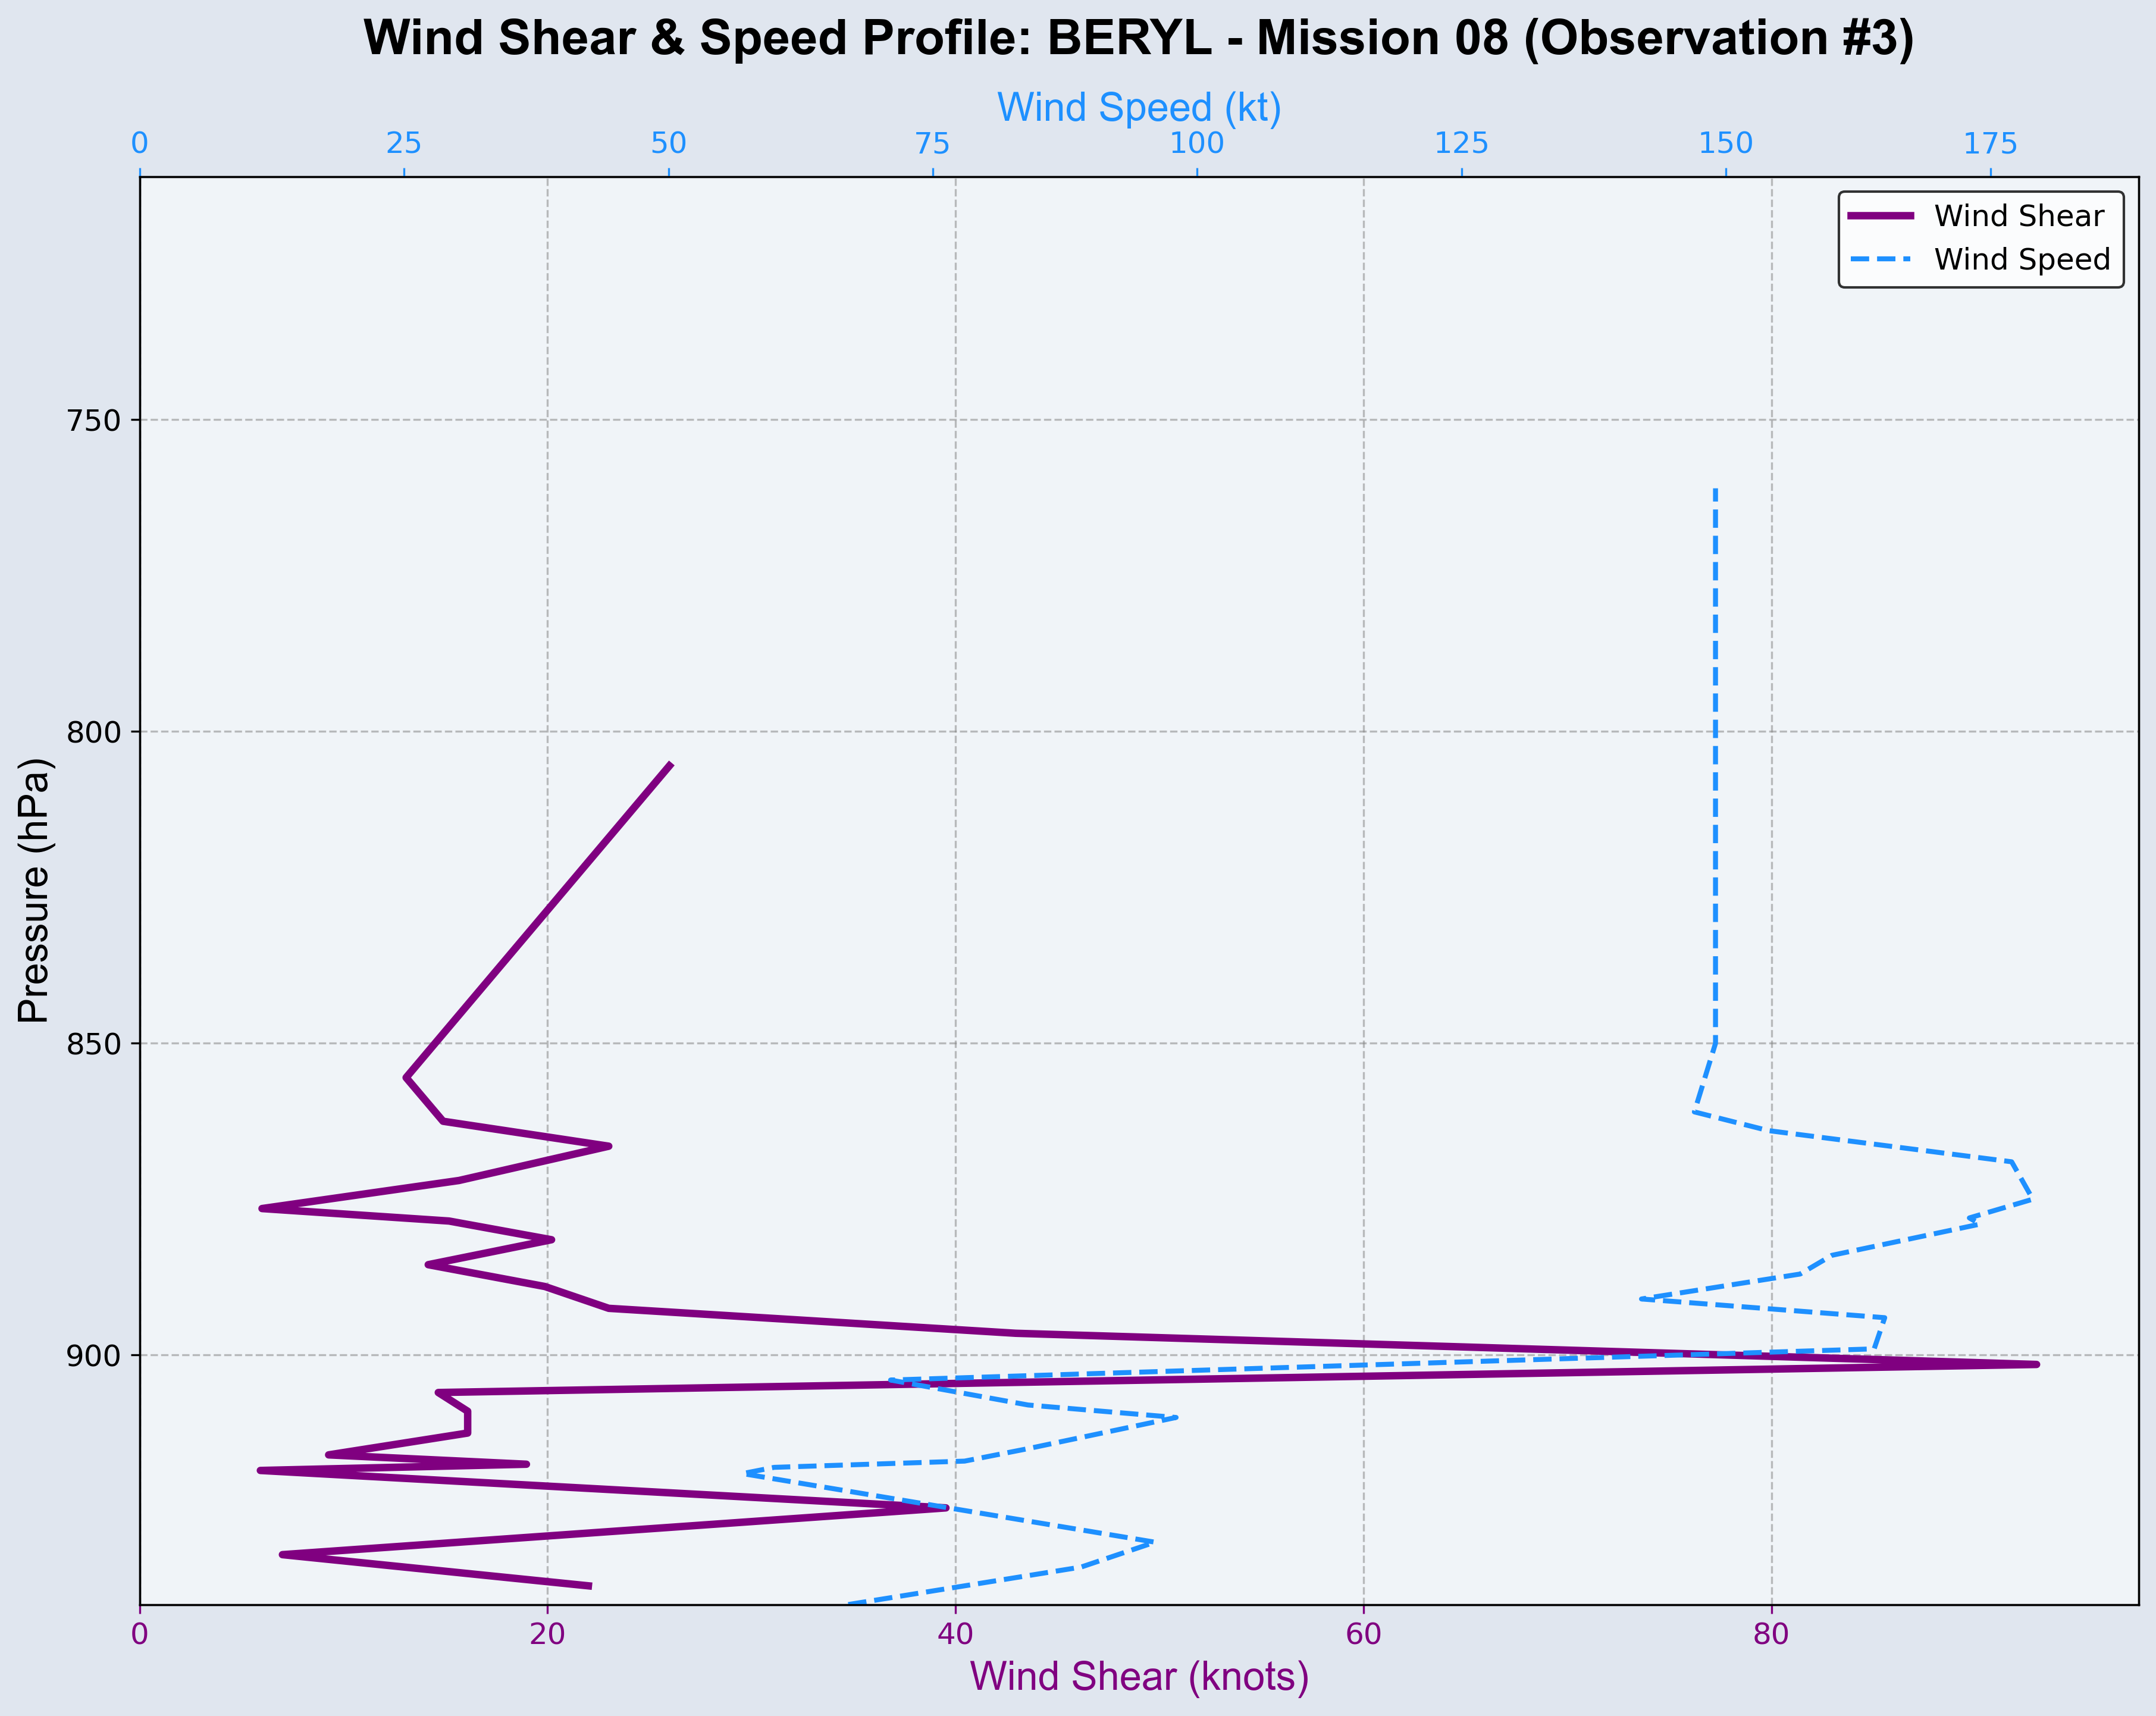 Wind Shear & Speed Profile: BERYL - Mission 08 (Observation #3)
Wind Speed (kt)
0 25 50 75 100 125 150 175
Wind Shear
Wind Speed
750
800
850
900
Pressure (hPa)
0 20 40 60 80
Wind Shear (knots)